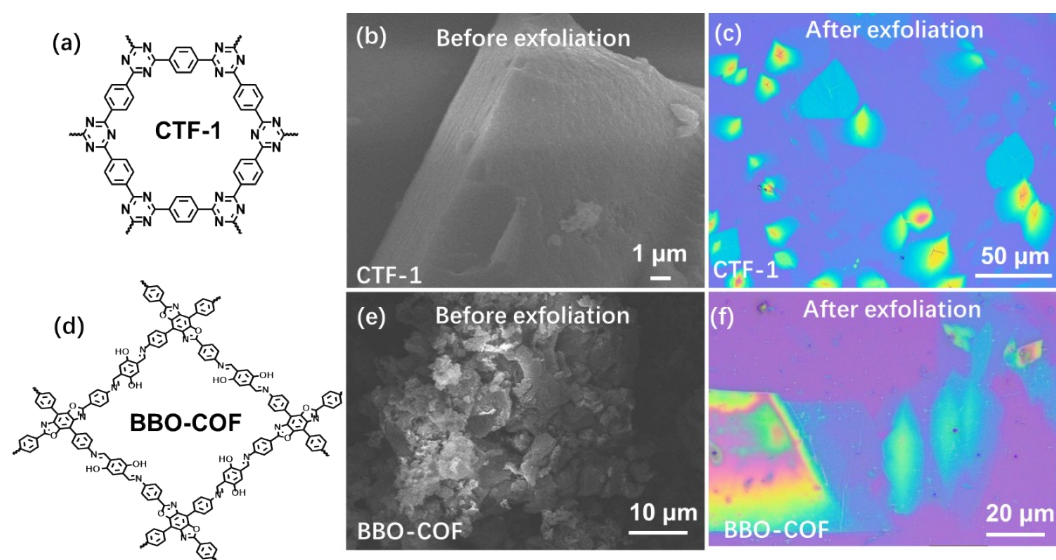 (a)
CTF-1
(b)
Before exfoliation
1 μm
CTF-1
(c)
After exfoliation
50 μm
CTF-1
(d)
BBO-COF
(e)
Before exfoliation
10 μm
BBO-COF
(f)
After exfoliation
20 μm
BBO-COF